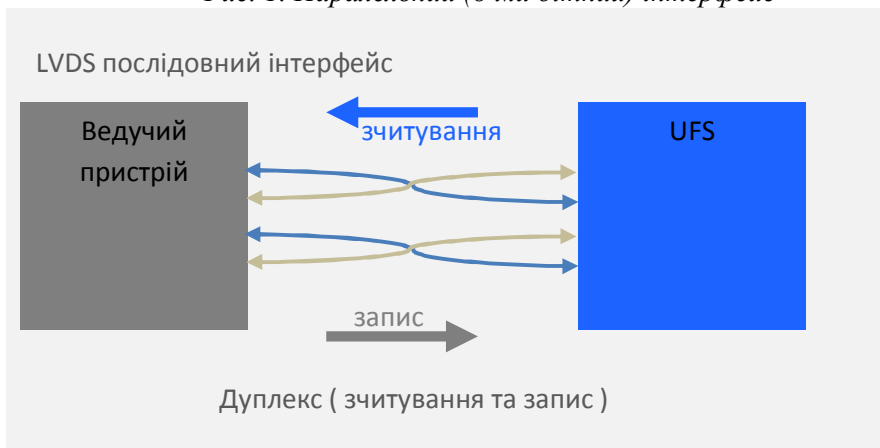 LVDS послідовний інтерфейс
Ведучий
пристрій
зчитування
UFS
запис
Дуплекс ( зчитування та запис )